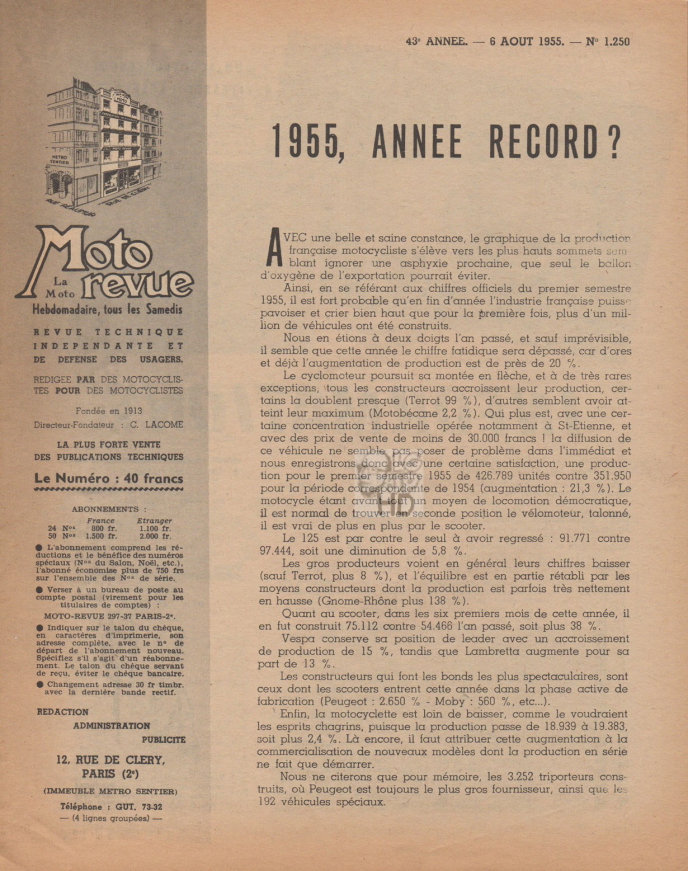 43e ANNEE. — 6 AOUT 1955. — No 1.250
METRO
SENTIER
RUE REAUMUR
Moto
revue
La
Moto
Hebdomadaire, tous les Samedis
REVUE TECHNIQUE
INDEPENDANTE ET
DE DEFENSE DES USAGERS.
REDIGEE PAR DES MOTOCYCLIS-
TES POUR DES MOTOCYCLISTES
Fondée en 1913
Directeur-Fondateur : C. LACOME
LA PLUS FORTE VENTE
DES PUBLICATIONS TECHNIQUES
Le Numéro : 40 francs
ABONNEMENTS :
France Etranger
24 Nos 800 fr. 1.100 fr.
50 Nos 1.500 fr. 2.000 fr.
● L'abonnement comprend les ré-
ductions et le bénéfice des numéros
spéciaux (Nos du Salon, Noël, etc.),
l'abonné économise plus de 750 frs
sur l'ensemble des Nos de série.
● Verser à un bureau de poste au
compte postal (virement pour les
titulaires de comptes) :
MOTO-REVUE 297-37 PARIS-2e.
● Indiquer sur le talon du chèque,
en caractères d'imprimerie, son
adresse complète, avec le no de
départ de l'abonnement nouveau.
Spécifiez s'il s'agit d'un réabonne-
ment. Le talon du chèque servant
de reçu, éviter le chèque bancaire.
● Changement adresse 30 fr timbr.
avec la dernière bande rectif.
REDACTION
ADMINISTRATION
PUBLICITE
12, RUE DE CLERY,
PARIS (2e)
(IMMEUBLE METRO SENTIER)
Téléphone : GUT. 73-32
— (4 lignes groupées) —
1955, ANNEE RECORD ?
AVEC une belle et saine constance, le graphique de la production
française motocycliste s'élève vers les plus hauts sommets sem
blant ignorer une asphyxie prochaine, que seul le ballon
d'oxygène de l'exportation pourrait éviter.
Ainsi, en se référant aux chiffres officiels du premier semestre
1955, il est fort probable qu'en fin d'année l'industrie française puisse
pavoiser et crier bien haut que pour la première fois, plus d'un mil-
lion de véhicules ont été construits.
Nous en étions à deux doigts l'an passé, et sauf imprévisible,
il semble que cette année le chiffre fatidique sera dépassé, car d'ores
et déjà l'augmentation de production est de près de 20 %.
Le cyclomoteur poursuit sa montée en flèche, et à de très rares
exceptions, tous les constructeurs accroissent leur production, cer-
tains la doublent presque (Terrot 99 %), d'autres semblent avoir at-
teint leur maximum (Motobécane 2,2 %). Qui plus est, avec une cer-
taine concentration industrielle opérée notamment à St-Etienne, et
avec des prix de vente de moins de 30.000 francs ! la diffusion de
ce véhicule ne semble pas poser de problème dans l'immédiat et
nous enregistrons donc avec une certaine satisfaction, une produc-
tion pour le premier semestre 1955 de 426.789 unités contre 351.950
pour la période correspondante de 1954 (augmentation : 21,3 %). Le
motocycle étant avant tout un moyen de locomotion démocratique,
il est normal de trouver en seconde position le vélomoteur, talonné,
il est vrai de plus en plus par le scooter.
Le 125 est par contre le seul à avoir regressé : 91.771 contre
97.444, soit une diminution de 5,8 %.
Les gros producteurs voient en général leurs chiffres baisser
(sauf Terrot, plus 8 %), et l'équilibre est en partie rétabli par les
moyens constructeurs dont la production est parfois très nettement
en hausse (Gnome-Rhône plus 138 %).
Quant au scooter, dans les six premiers mois de cette année, il
en fut construit 75.112 contre 54.466 l'an passé, soit plus 38 %.
Vespa conserve sa position de leader avec un accroissement
de production de 15 %, tandis que Lambretta augmente pour sa
part de 13 %.
Les constructeurs qui font les bonds les plus spectaculaires, sont
ceux dont les scooters entrent cette année dans la phase active de
fabrication (Peugeot : 2.650 % - Moby : 560 %, etc...).
Enfin, la motocyclette est loin de baisser, comme le voudraient
les esprits chagrins, puisque la production passe de 18.939 à 19.383,
soit plus 2,4 %. Là encore, il faut attribuer cette augmentation à la
commercialisation de nouveaux modèles dont la production en série
ne fait que démarrer.
Nous ne citerons que pour mémoire, les 3.252 triporteurs cons-
truits, où Peugeot est toujours le plus gros fournisseur, ainsi que les
192 véhicules spéciaux.